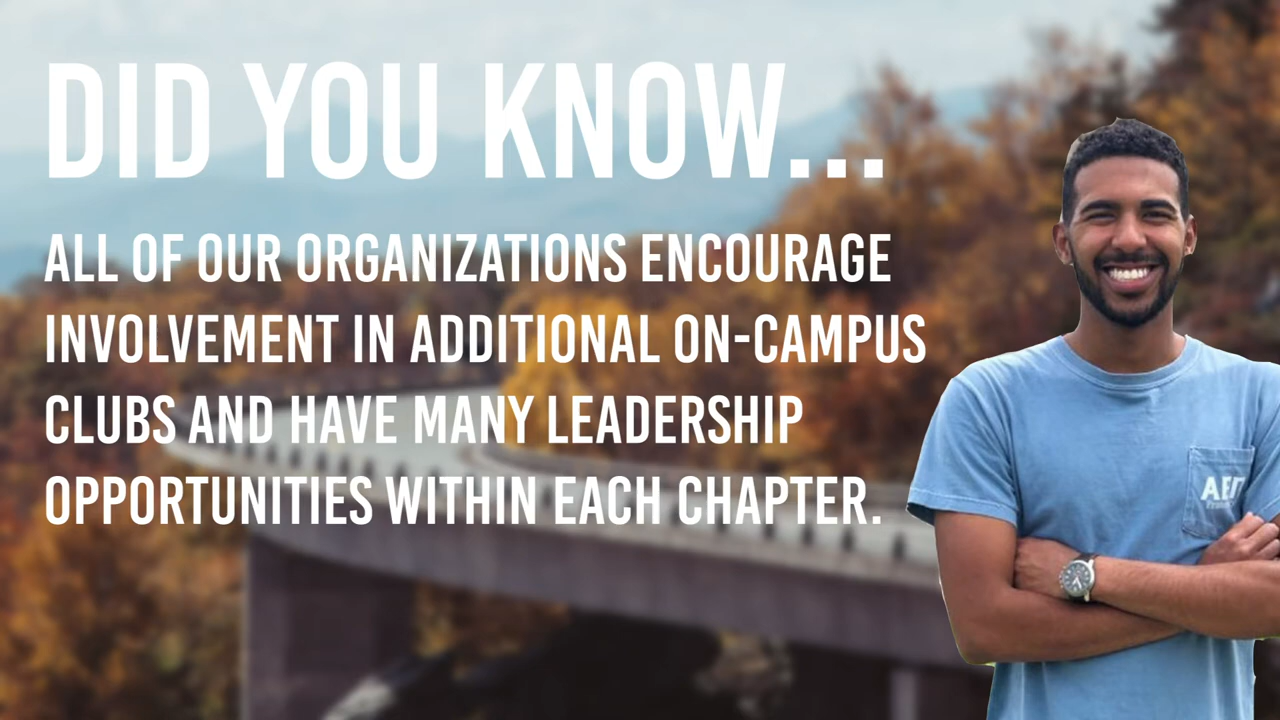 DID YOU KNOW...
ALL OF OUR ORGANIZATIONS ENCOURAGE
INVOLVEMENT IN ADDITIONAL ON-CAMPUS
CLUBS AND HAVE MANY LEADERSHIP
OPPORTUNITIES WITHIN EACH CHAPTER.